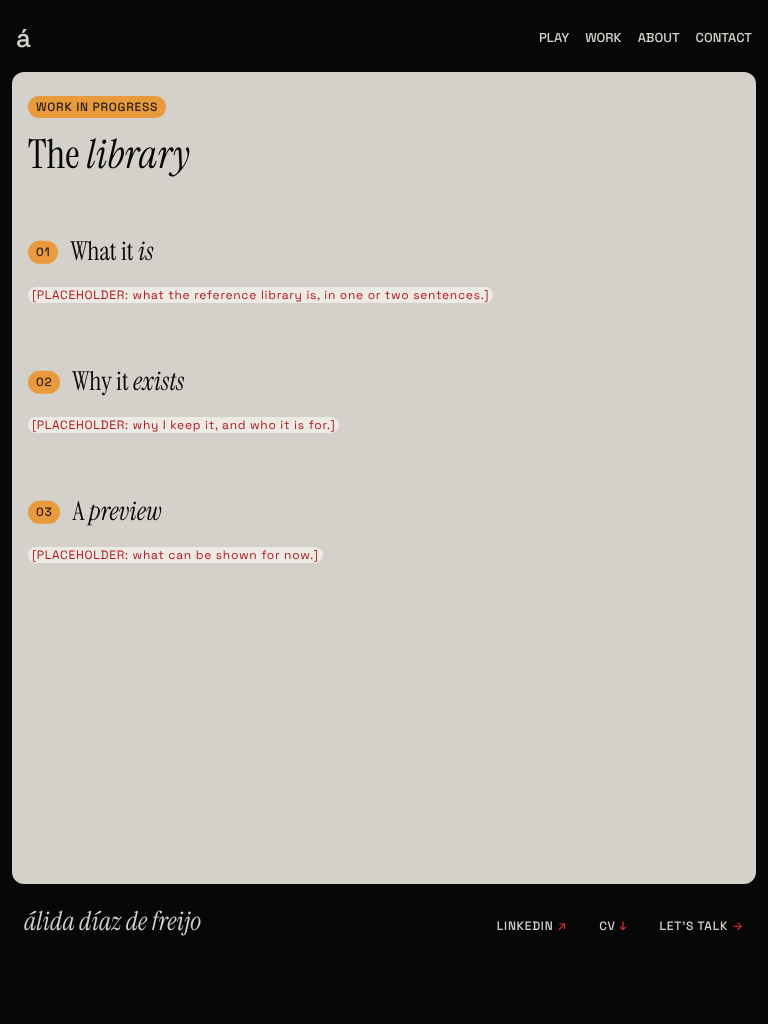 á
PLAY WORK ABOUT CONTACT
WORK IN PROGRESS
The library
01 What it is
[PLACEHOLDER: what the reference library is, in one or two sentences.]
02 Why it exists
[PLACEHOLDER: why I keep it, and who it is for.]
03 A preview
[PLACEHOLDER: what can be shown for now.]
álida díaz de freijo
LINKEDIN ↗ CV ↓ LET'S TALK →